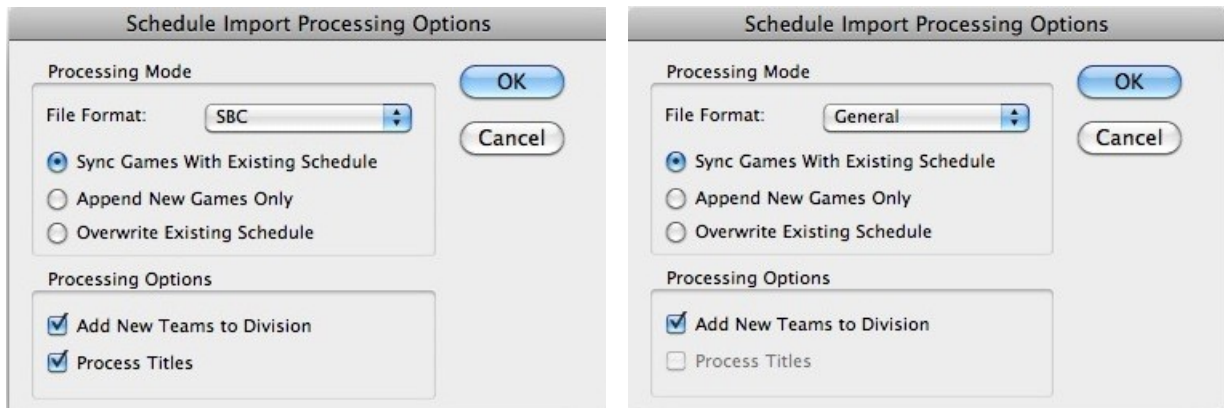 Schedule Import Processing Options
Processing Mode
OK
File Format:
SBC
Cancel
Sync Games With Existing Schedule
Append New Games Only
Overwrite Existing Schedule
Processing Options
Add New Teams to Division
Process Titles
Schedule Import Processing Options
Processing Mode
OK
File Format:
General
Cancel
Sync Games With Existing Schedule
Append New Games Only
Overwrite Existing Schedule
Processing Options
Add New Teams to Division
Process Titles